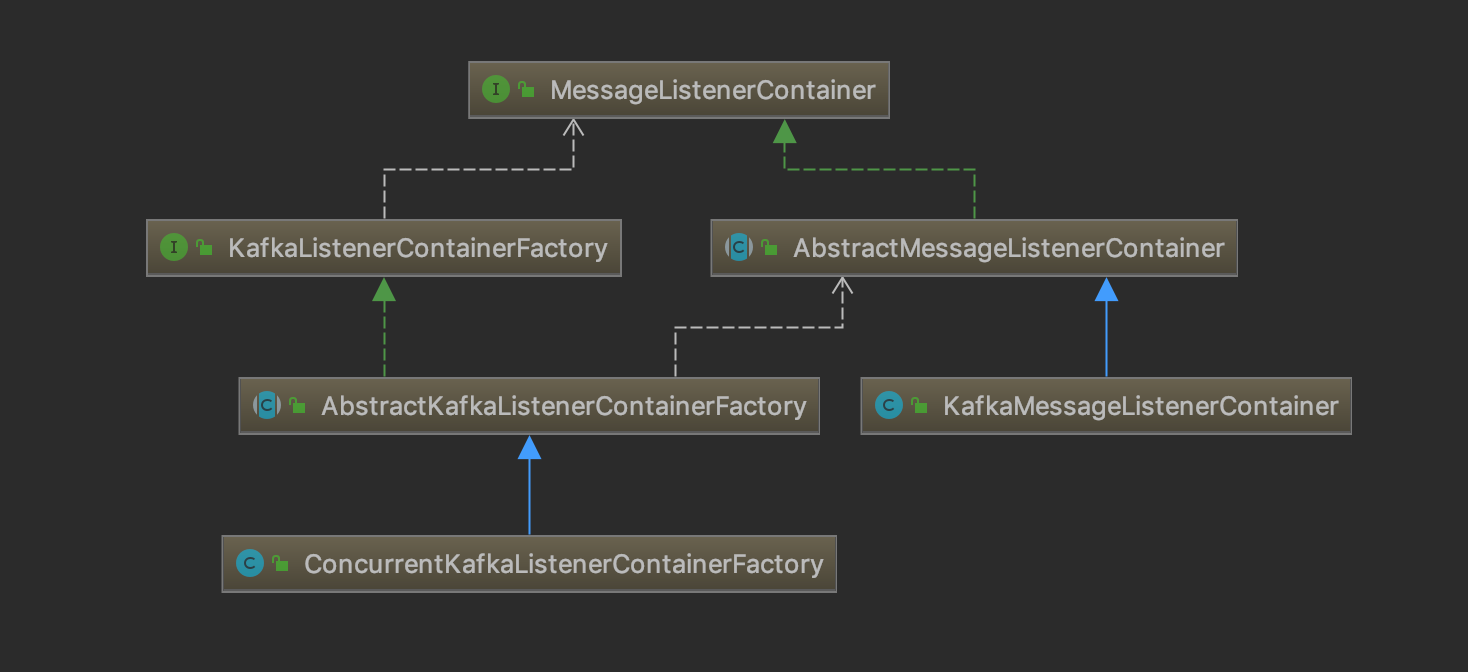 I MessageListenerContainer
I KafkaListenerContainerFactory
C AbstractMessageListenerContainer
C AbstractKafkaListenerContainerFactory
C KafkaMessageListenerContainer
C ConcurrentKafkaListenerContainerFactory